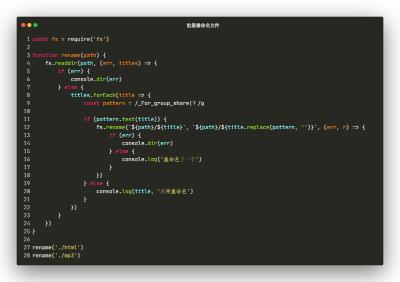 批量重命名文件
1 const fs = require('fs')
2
3 function rename(path) {
4 fs.readdir(path, (err, titles) => {
5 if (err) {
6 console.dir(err)
7 } else {
8 titles.forEach(title => {
9 const pattern = /_For_group_share|？/g
10
11 if (pattern.test(title)) {
12 fs.rename(`${path}/${title}`, `${path}/${title.replace(pattern, '')}`, (err, r) => {
13 if (err) {
14 console.dir(err)
15 } else {
16 console.log("重命名了一个")
17 }
18 })
19 } else {
20 console.log(title, '不用重命名')
21 }
22 })
23 }
24 })
25 }
26
27 rename('./html')
28 rename('./mp3')